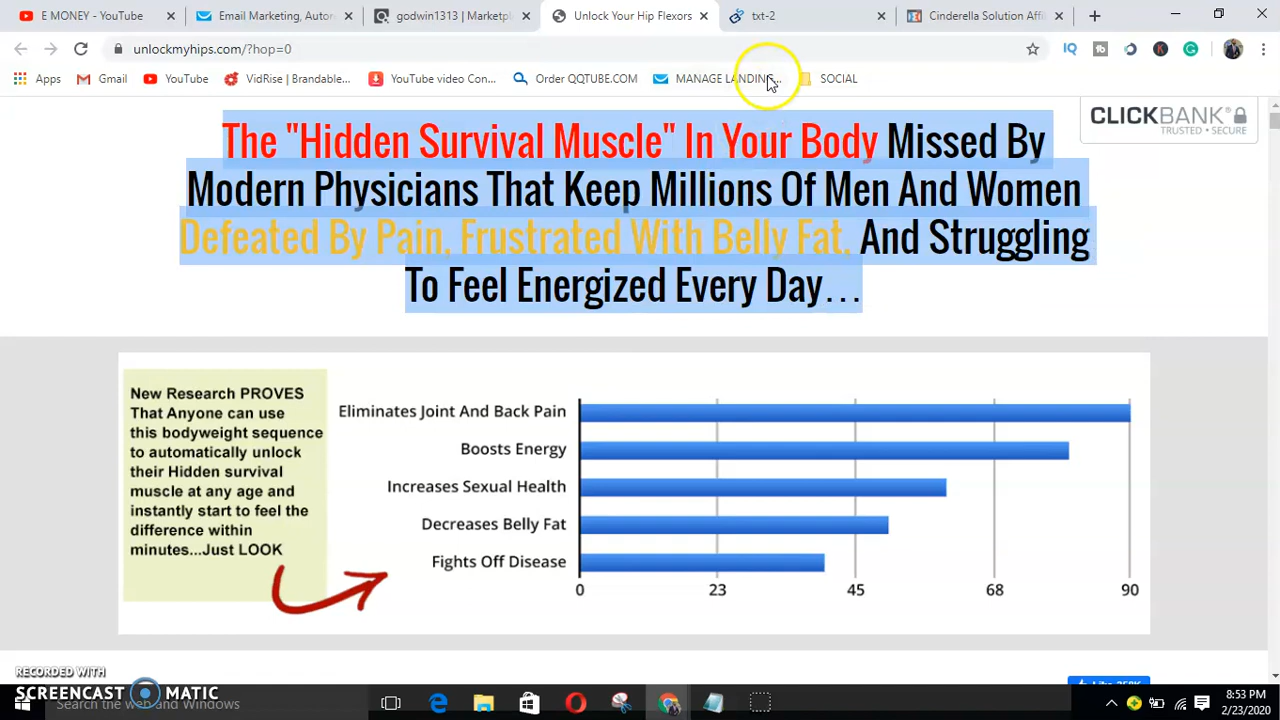 E MONEY - YouTube
Email Marketing, Autor
godwin1313 | Marketpl
Unlock Your Hip Flexors
txt-2
Cinderella Solution Affi
unlockmyhips.com/?hop=0
Apps
Gmail
YouTube
VidRise | Brandable...
YouTube video Con...
Order QQTUBE.COM
MANAGE LANDING...
SOCIAL
CLICKBANK
TRUSTED • SECURE
The "Hidden Survival Muscle" In Your Body Missed By
Modern Physicians That Keep Millions Of Men And Women
Defeated By Pain, Frustrated With Belly Fat, And Struggling
To Feel Energized Every Day…
New Research PROVES
That Anyone can use
this bodyweight sequence
to automatically unlock
their Hidden survival
muscle at any age and
instantly start to feel the
difference within
minutes...Just LOOK
Eliminates Joint And Back Pain
Boosts Energy
Increases Sexual Health
Decreases Belly Fat
Fights Off Disease
0 23 45 68 90
RECORDED WITH
SCREENCAST MATIC
Search the web and Windows
8:53 PM
2/23/2020